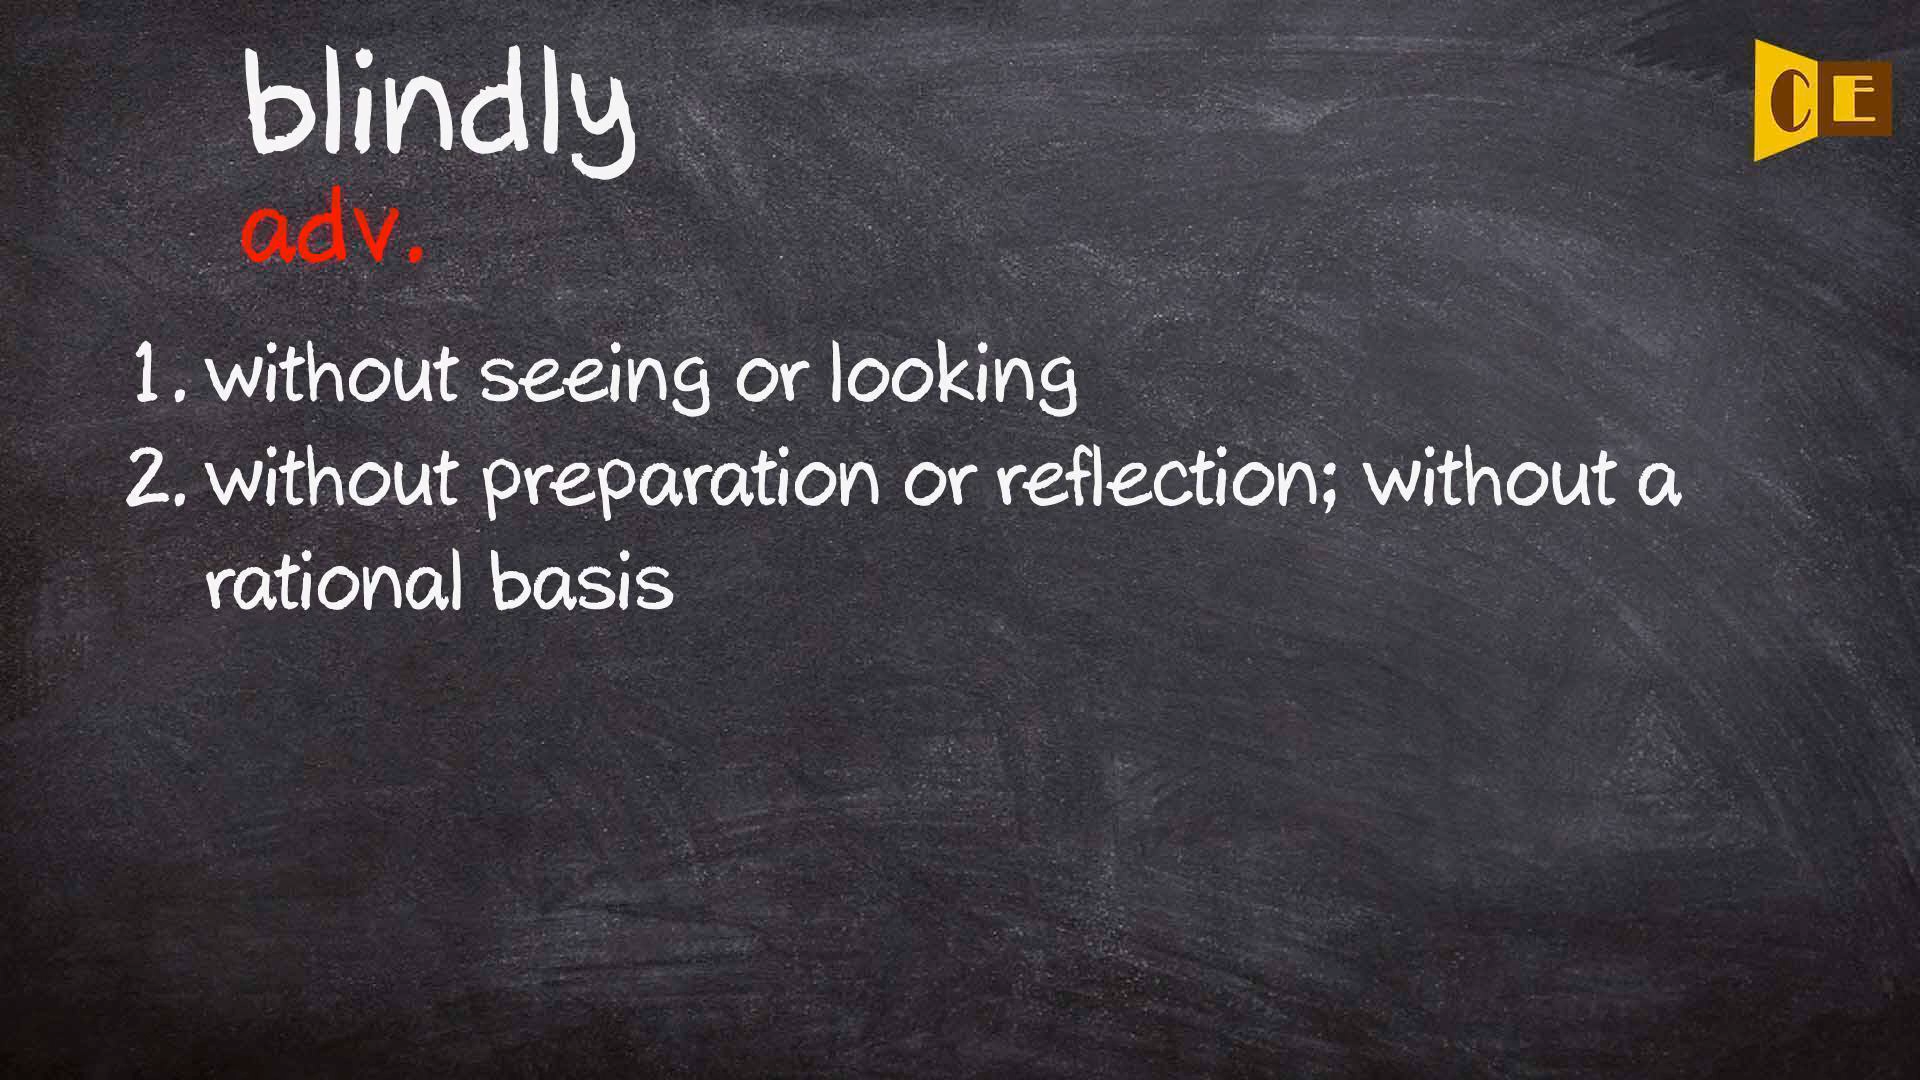 blindly
CE
adv.
1. without seeing or looking
2. without preparation or reflection; without a
rational basis